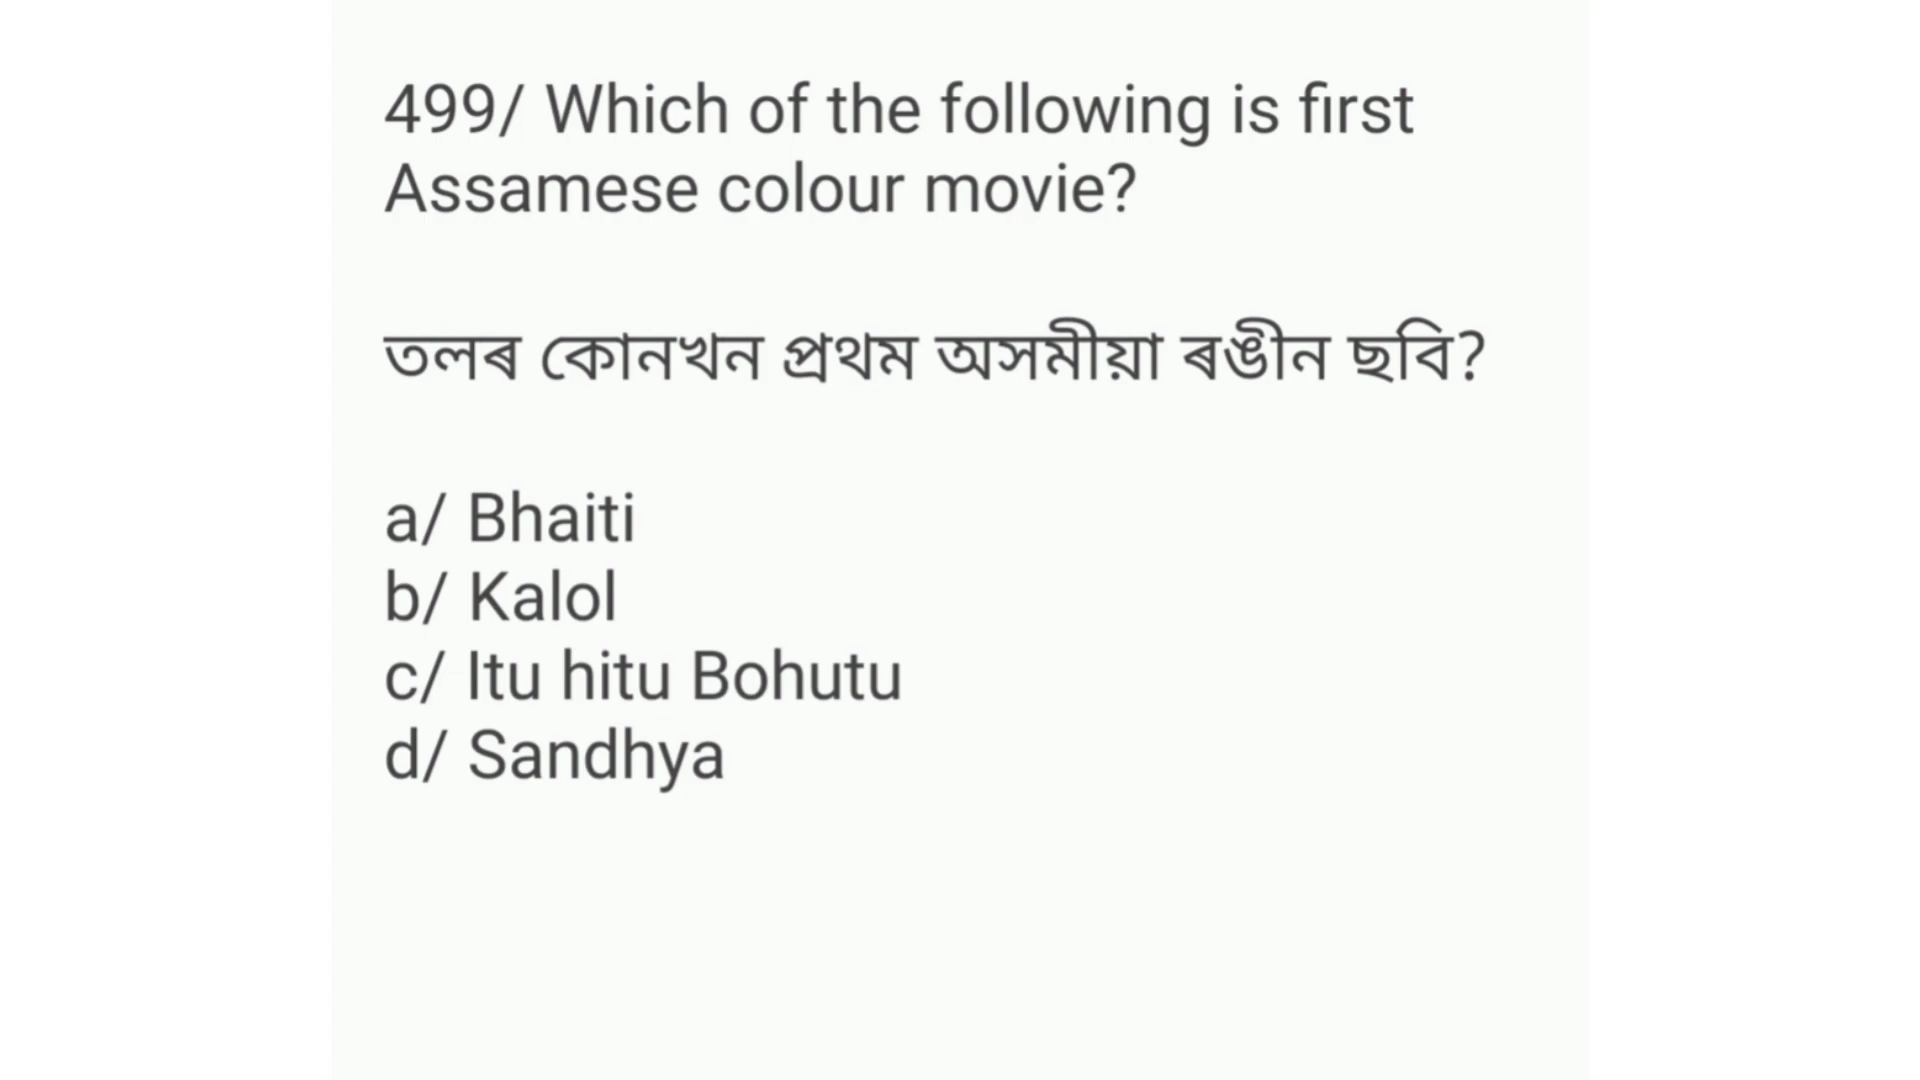 499/ Which of the following is first
Assamese colour movie?
তলৰ কোনখন প্ৰথম অসমীয়া ৰঙীন ছবি?
a/ Bhaiti
b/ Kalol
c/ Itu hitu Bohutu
d/ Sandhya